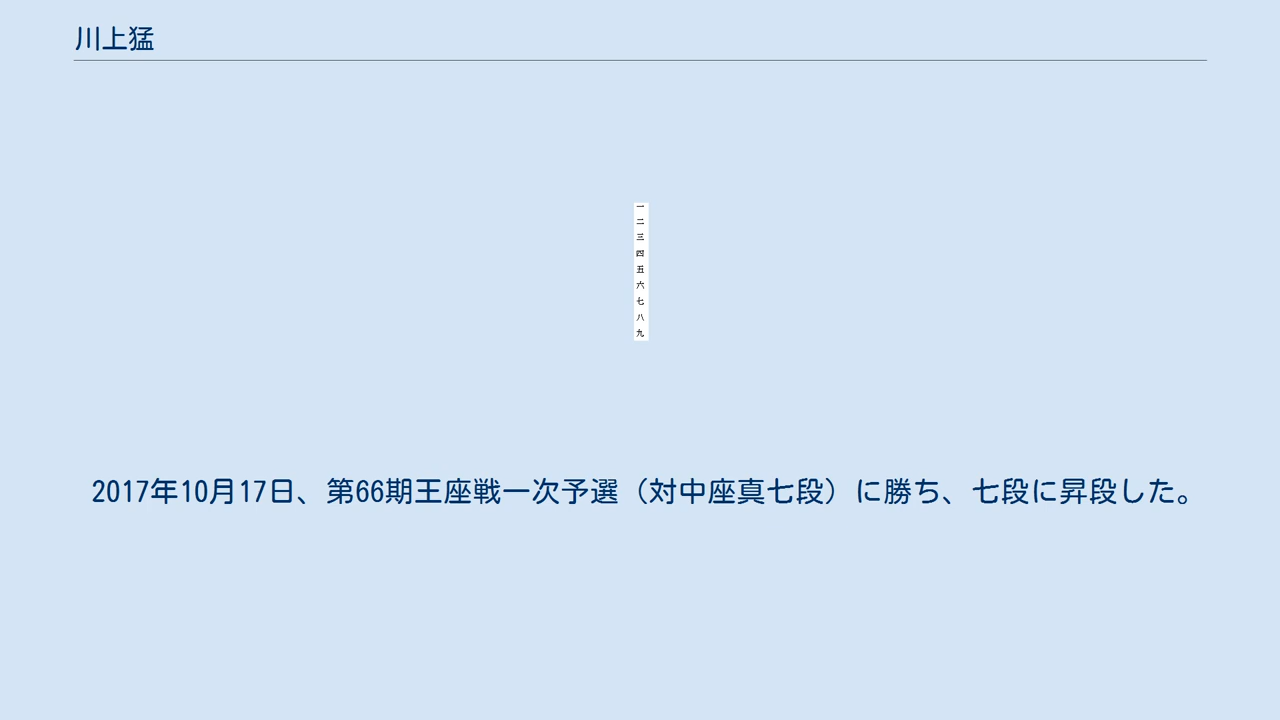 川上猛
一
二
三
四
五
六
七
八
九
2017年10月17日、第66期王座戦一次予選（対中座真七段）に勝ち、七段に昇段した。